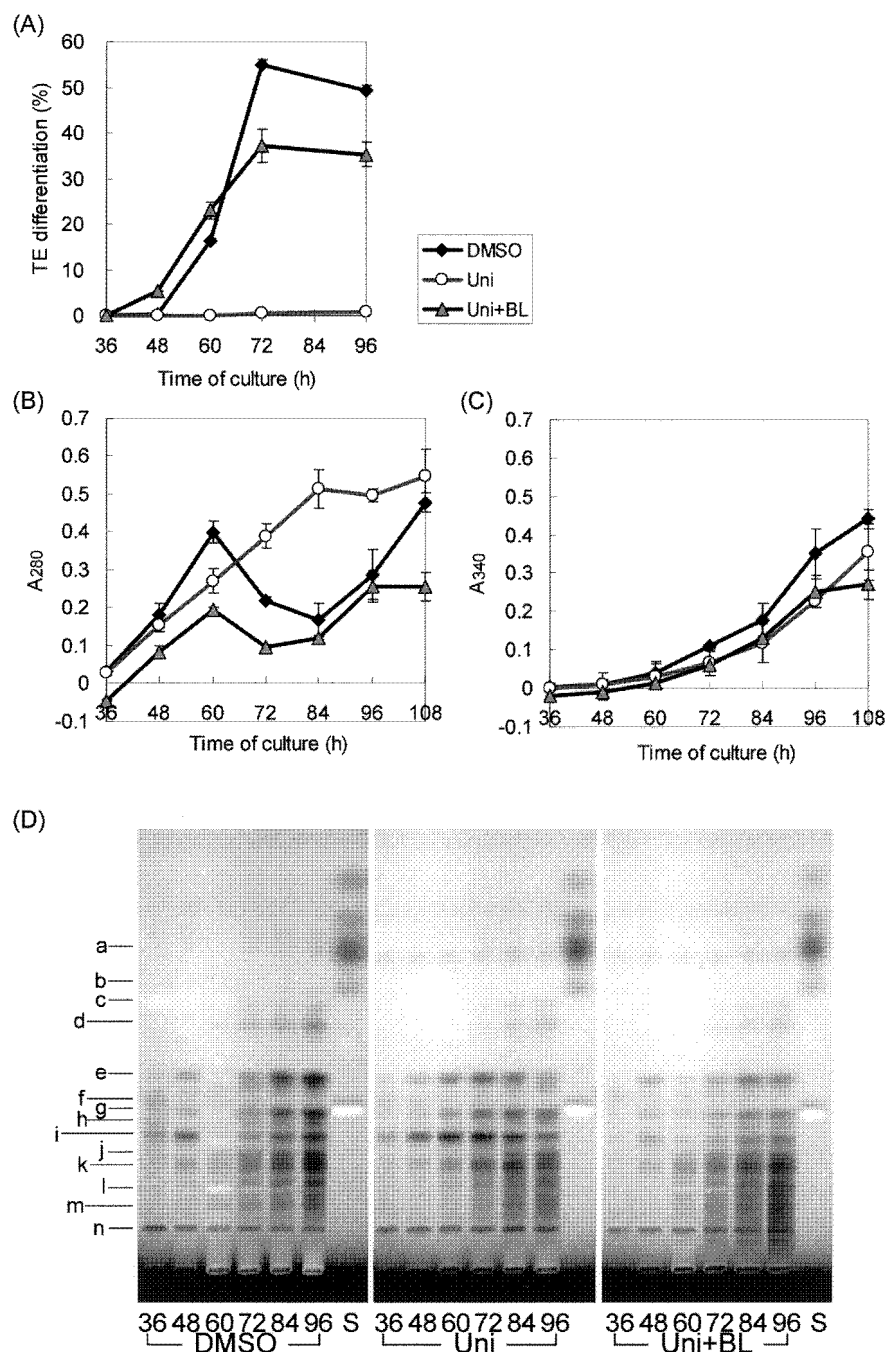 (A)
TE differentiation (%)
60
50
40
30
20
10
0
36 48 60 72 84 96
Time of culture (h)
DMSO
Uni
Uni+BL
(B)
A280
0.7
0.6
0.5
0.4
0.3
0.2
0.1
0
-0.1
36 48 60 72 84 96 108
Time of culture (h)
(C)
A340
0.7
0.6
0.5
0.4
0.3
0.2
0.1
0
-0.1
36 48 60 72 84 96 108
Time of culture (h)
(D)
a
b
c
d
e
f
g
h
i
j
k
l
m
n
36 48 60 72 84 96 S 36 48 60 72 84 96 36 48 60 72 84 96 S
DMSO Uni Uni+BL